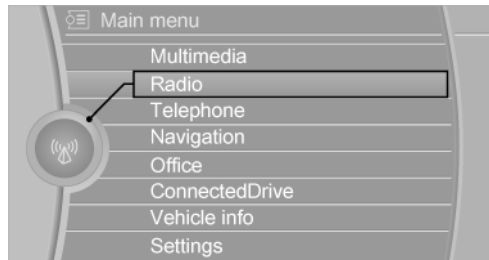 Main menu
Multimedia
Radio
Telephone
Navigation
Office
ConnectedDrive
Vehicle info
Settings